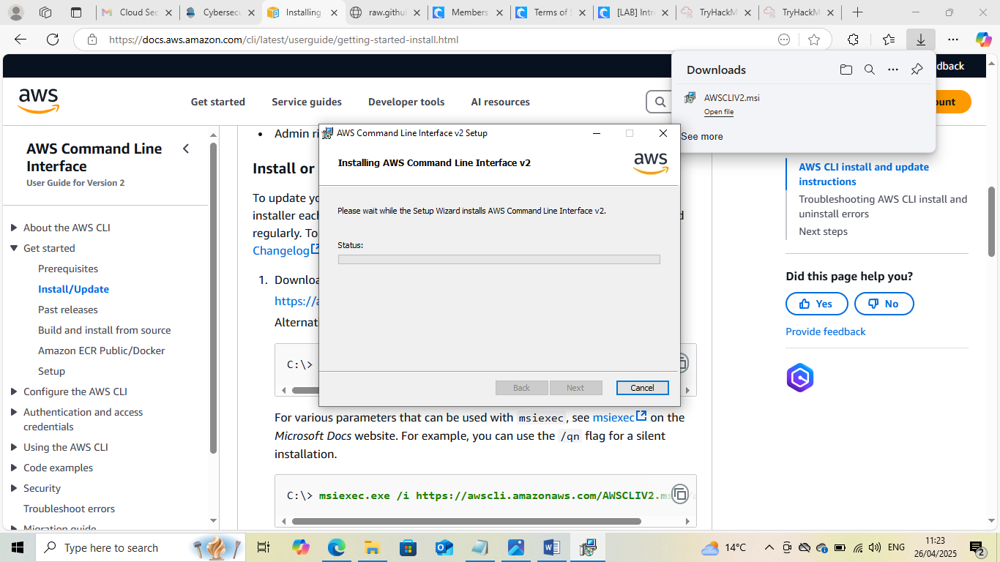 Cloud Sec
Cybersecu
Installing
raw.githu
Members
Terms of S
[LAB] Intr
TryHackM
TryHackM
https://docs.aws.amazon.com/cli/latest/userguide/getting-started-install.html
aws
Get started
Service guides
Developer tools
AI resources
dback
ount
Downloads
AWSCLIV2.msi
Open file
See more
AWS Command Line
Interface
User Guide for Version 2
About the AWS CLI
Get started
Prerequisites
Install/Update
Past releases
Build and install from source
Amazon ECR Public/Docker
Setup
Configure the AWS CLI
Authentication and access
credentials
Using the AWS CLI
Code examples
Security
Troubleshoot errors
Migration guide
• Admin ri
Install or
To update yo
installer eac
d
regularly. To
Changelog
1. Downloa
https://a
Alternat
C:\>
AWS Command Line Interface v2 Setup
Installing AWS Command Line Interface v2
aws
Please wait while the Setup Wizard installs AWS Command Line Interface v2.
Status:
Back
Next
Cancel
For various parameters that can be used with msiexec, see msiexec on the
Microsoft Docs website. For example, you can use the /qn flag for a silent
installation.
C:\> msiexec.exe /i https://awscli.amazonaws.com/AWSCLIV2.ms
AWS CLI install and update
instructions
Troubleshooting AWS CLI install and
uninstall errors
Next steps
Did this page help you?
Yes
No
Provide feedback
Type here to search
14°C
ENG
11:23
26/04/2025
2